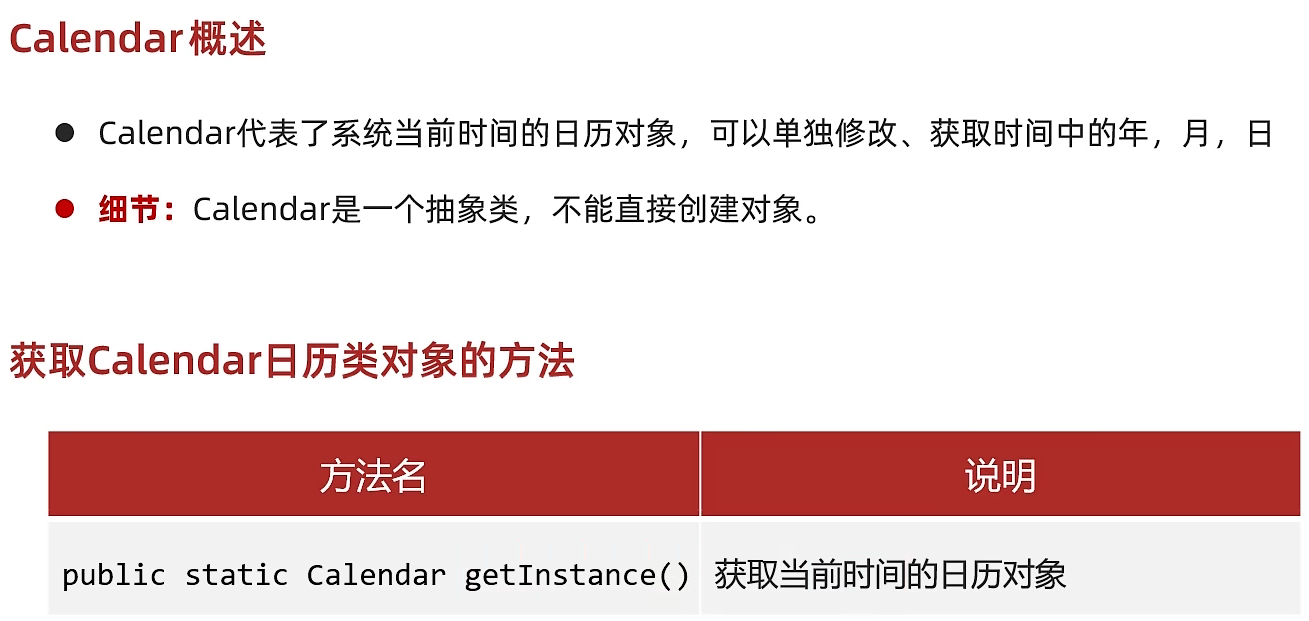 Calendar概述
Calendar代表了系统当前时间的日历对象，可以单独修改、获取时间中的年，月，日
细节：Calendar是一个抽象类，不能直接创建对象。
获取Calendar日历类对象的方法
方法名 说明
public static Calendar getInstance() 获取当前时间的日历对象